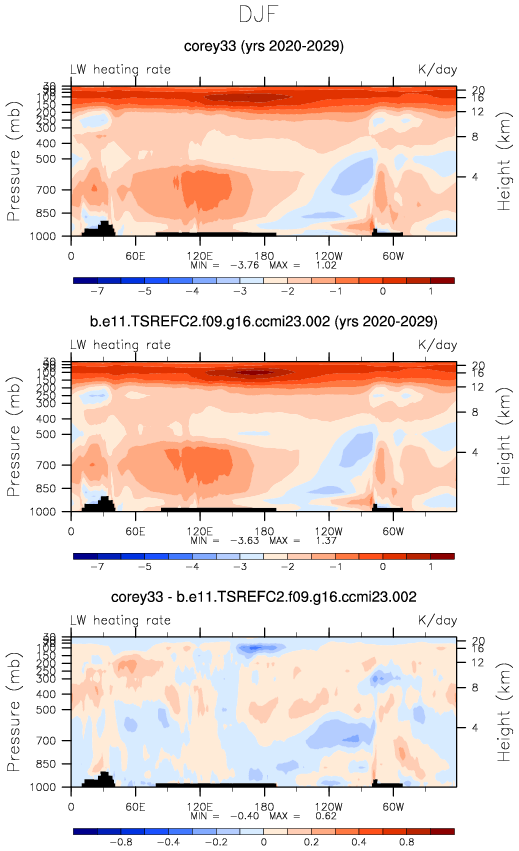 DJF
corey33 (yrs 2020-2029)
LW heating rate K/day
Pressure (mb)
30
100
150
200
250
300
400
500
700
850
1000
20
16
12
8
4
Height (km)
0 60E 120E 180 120W 60W
MIN = -3.76 MAX = 1.02
-7 -5 -4 -3 -2 -1 0 1
b.e11.TSREFC2.f09.g16.ccmi23.002 (yrs 2020-2029)
LW heating rate K/day
Pressure (mb)
30
100
150
200
250
300
400
500
700
850
1000
20
16
12
8
4
Height (km)
0 60E 120E 180 120W 60W
MIN = -3.63 MAX = 1.37
-7 -5 -4 -3 -2 -1 0 1
corey33 - b.e11.TSREFC2.f09.g16.ccmi23.002
LW heating rate K/day
Pressure (mb)
30
100
150
200
250
300
400
500
700
850
1000
20
16
12
8
4
Height (km)
0 60E 120E 180 120W 60W
MIN = -0.40 MAX = 0.62
-0.8 -0.4 -0.2 0 0.2 0.4 0.8